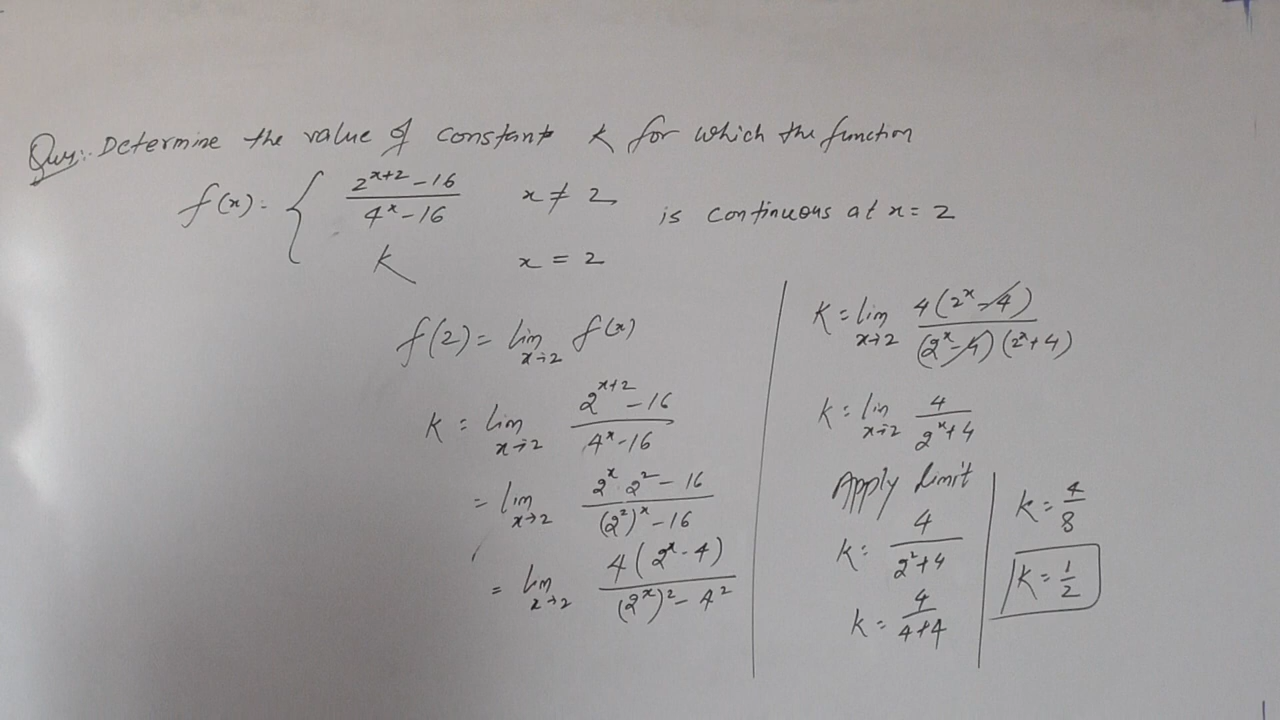 Ques:- Determine the value of constant K for which the function
f(x) = { (2^(x+2) - 16)/(4^x - 16)   x ≠ 2
K   x = 2
is continuous at x = 2
f(2) = lim x→2 f(x)
K = lim x→2 (2^(x+2) - 16)/(4^x - 16)
= lim x→2 (2^x 2^2 - 16)/((2^2)^x - 16)
= lim x→2 4(2^x - 4)/((2^x)^2 - 4^2)
K = lim x→2 4(2^x - 4)/((2^x - 4)(2^x + 4))
K = lim x→2 4/(2^x + 4)
Apply limit
K = 4/(2^2 + 4)
K = 4/(4 + 4)
K = 4/8
K = 1/2